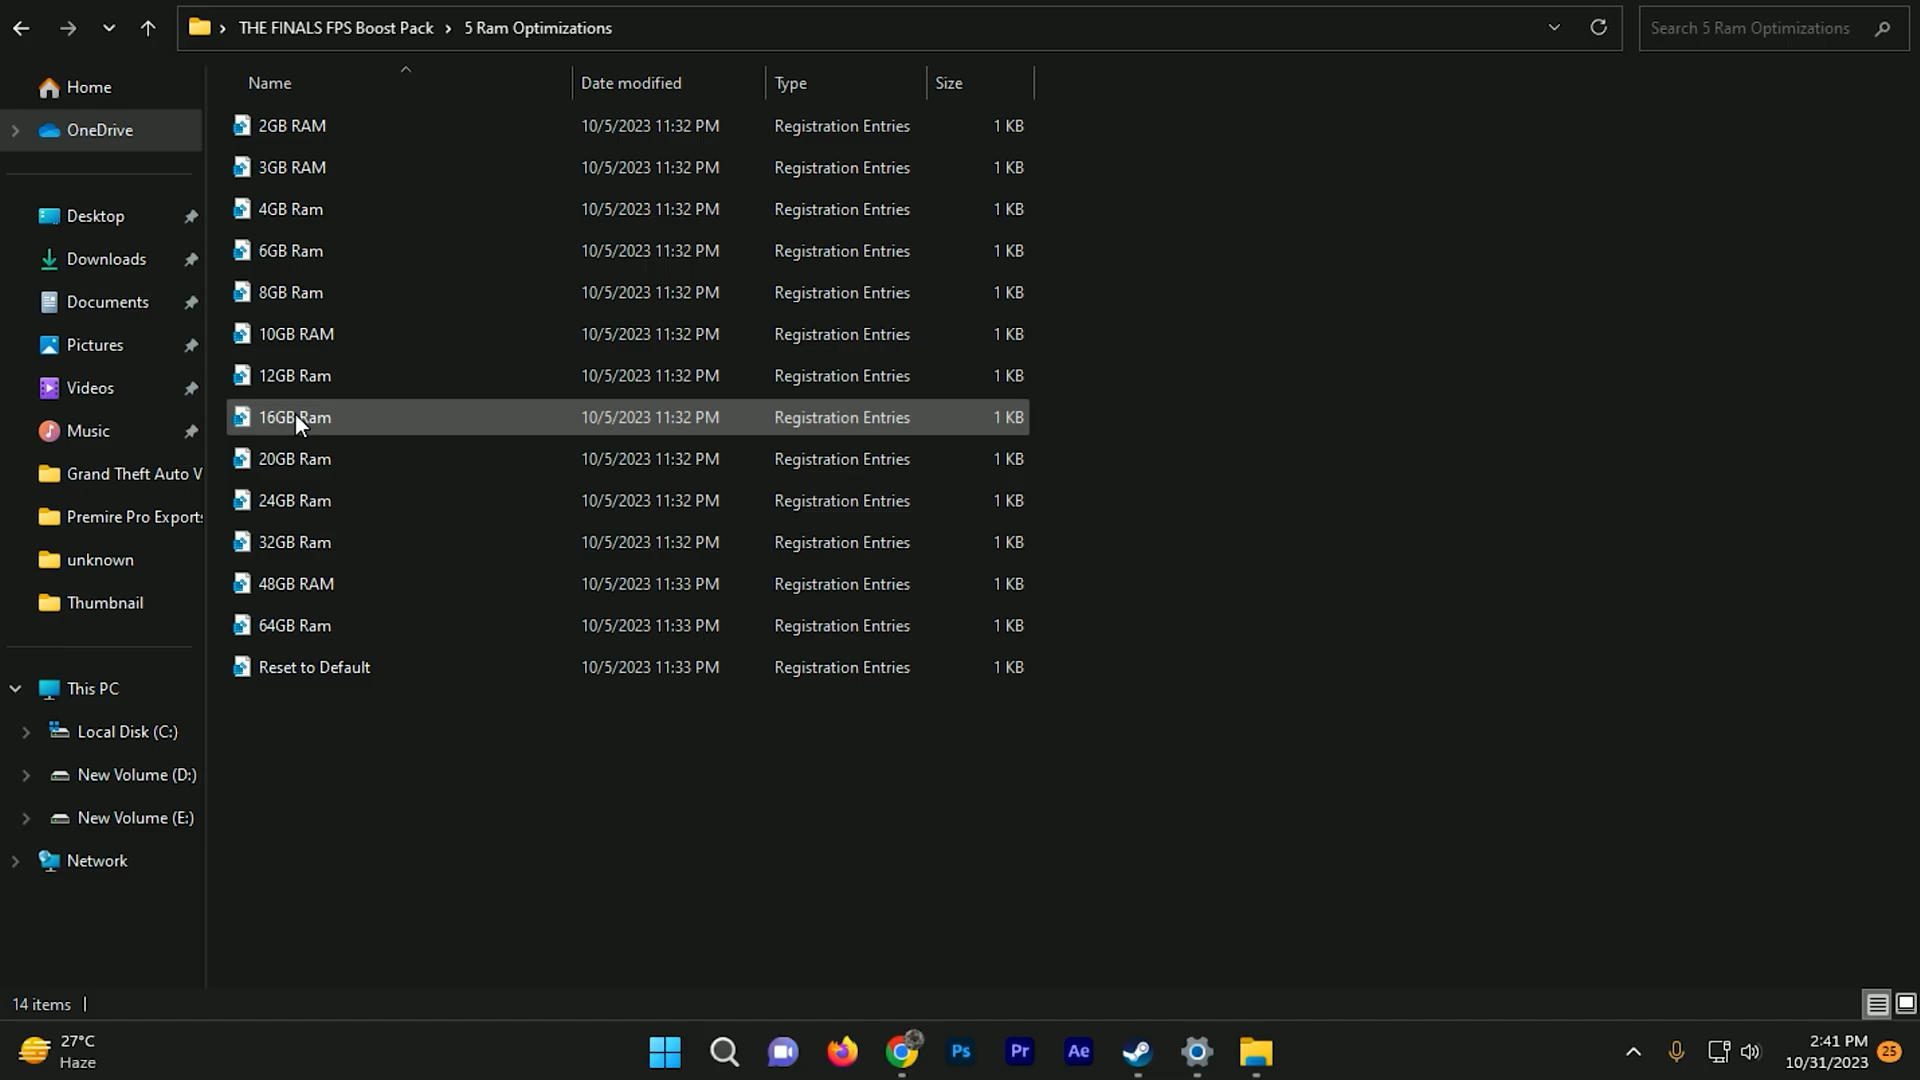 THE FINALS FPS Boost Pack > 5 Ram Optimizations
Search 5 Ram Optimizations
Name Date modified Type Size
2GB RAM 10/5/2023 11:32 PM Registration Entries 1 KB
3GB RAM 10/5/2023 11:32 PM Registration Entries 1 KB
4GB Ram 10/5/2023 11:32 PM Registration Entries 1 KB
6GB Ram 10/5/2023 11:32 PM Registration Entries 1 KB
8GB Ram 10/5/2023 11:32 PM Registration Entries 1 KB
10GB RAM 10/5/2023 11:32 PM Registration Entries 1 KB
12GB Ram 10/5/2023 11:32 PM Registration Entries 1 KB
16GB Ram 10/5/2023 11:32 PM Registration Entries 1 KB
20GB Ram 10/5/2023 11:32 PM Registration Entries 1 KB
24GB Ram 10/5/2023 11:32 PM Registration Entries 1 KB
32GB Ram 10/5/2023 11:32 PM Registration Entries 1 KB
48GB RAM 10/5/2023 11:33 PM Registration Entries 1 KB
64GB Ram 10/5/2023 11:33 PM Registration Entries 1 KB
Reset to Default 10/5/2023 11:33 PM Registration Entries 1 KB
Home
OneDrive
Desktop
Downloads
Documents
Pictures
Videos
Music
Grand Theft Auto V
Premire Pro Exports
unknown
Thumbnail
This PC
Local Disk (C:)
New Volume (D:)
New Volume (E:)
Network
14 items
27°C
Haze
Ps
Pr
Ae
2:41 PM
10/31/2023
25